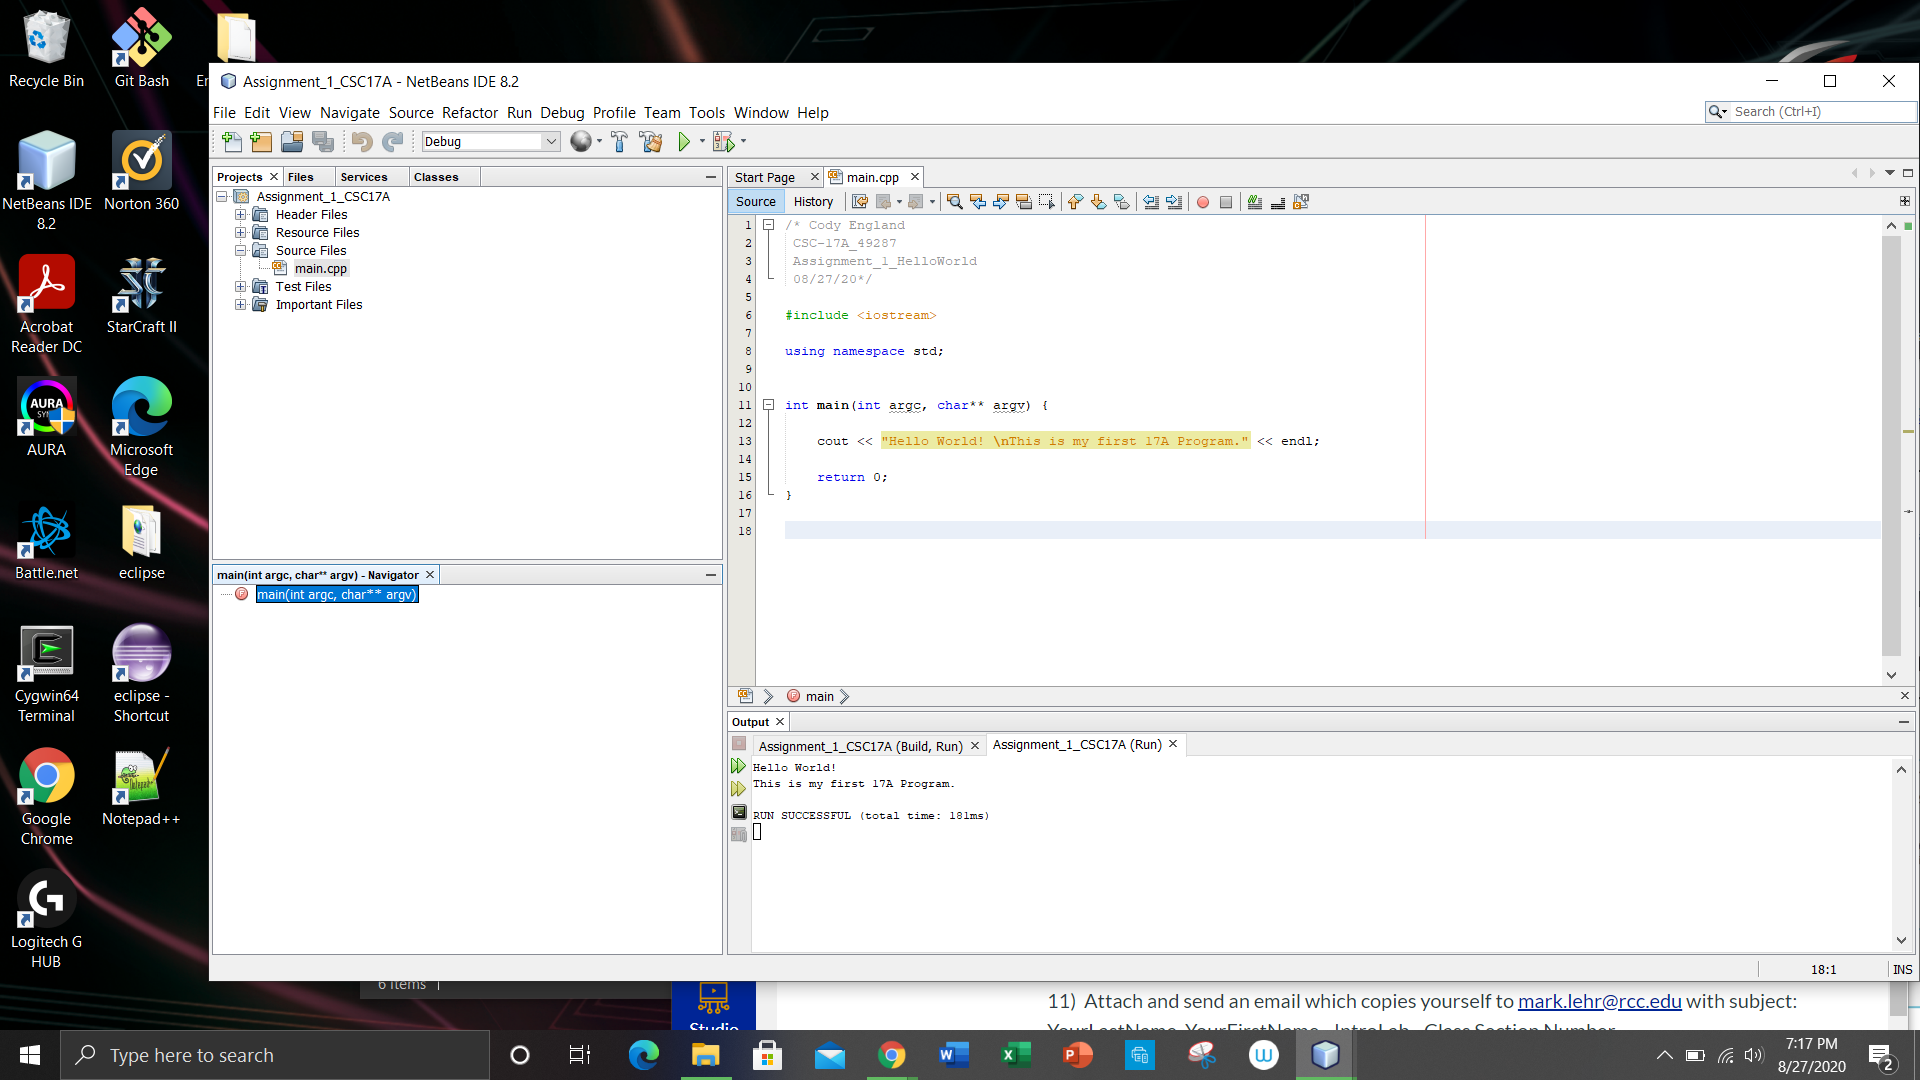 Recycle Bin
Git Bash
NetBeans IDE 8.2
Norton 360
Acrobat Reader DC
StarCraft II
AURA
Microsoft Edge
Battle.net
eclipse
Cygwin64 Terminal
eclipse - Shortcut
Google Chrome
Notepad++
Logitech G HUB
Assignment_1_CSC17A - NetBeans IDE 8.2
File Edit View Navigate Source Refactor Run Debug Profile Team Tools Window Help
Search (Ctrl+I)
Debug
Projects Files Services Classes
Assignment_1_CSC17A
Header Files
Resource Files
Source Files
main.cpp
Test Files
Important Files
main(int argc, char** argv) - Navigator
main(int argc, char** argv)
Start Page main.cpp
Source History
1 /* Cody England
2 CSC-17A_49287
3 Assignment_1_HelloWorld
4 08/27/20*/
5
6 #include <iostream>
7
8 using namespace std;
9
10
11 int main(int argc, char** argv) {
12
13 cout << "Hello World! \nThis is my first 17A Program." << endl;
14
15 return 0;
16 }
17
18
main
Output
Assignment_1_CSC17A (Build, Run) Assignment_1_CSC17A (Run)
Hello World!
This is my first 17A Program.
RUN SUCCESSFUL (total time: 181ms)
18:1 INS
6 items
Studio
11) Attach and send an email which copies yourself to mark.lehr@rcc.edu with subject:
Type here to search
7:17 PM
8/27/2020
2